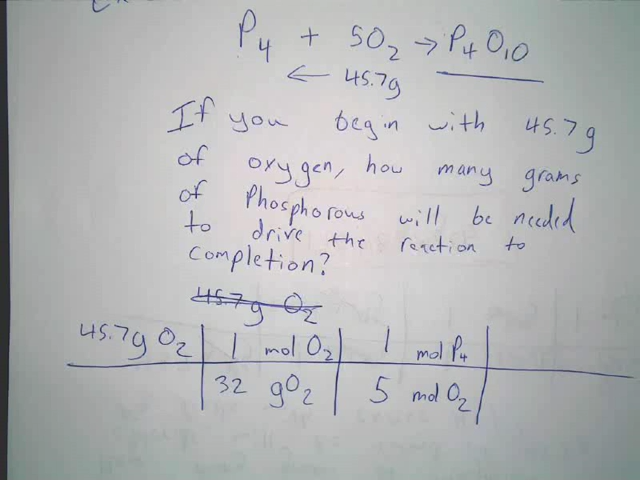 P4 + 5O2 → P4O10
← 45.7g
If you begin with 45.7g
of oxygen, how many grams
of Phosphorous will be needed
to drive the reaction to
completion?
45.7g O2
45.7g O2 | 1 mol O2 | 1 mol P4 |
32 gO2 | 5 mol O2 |